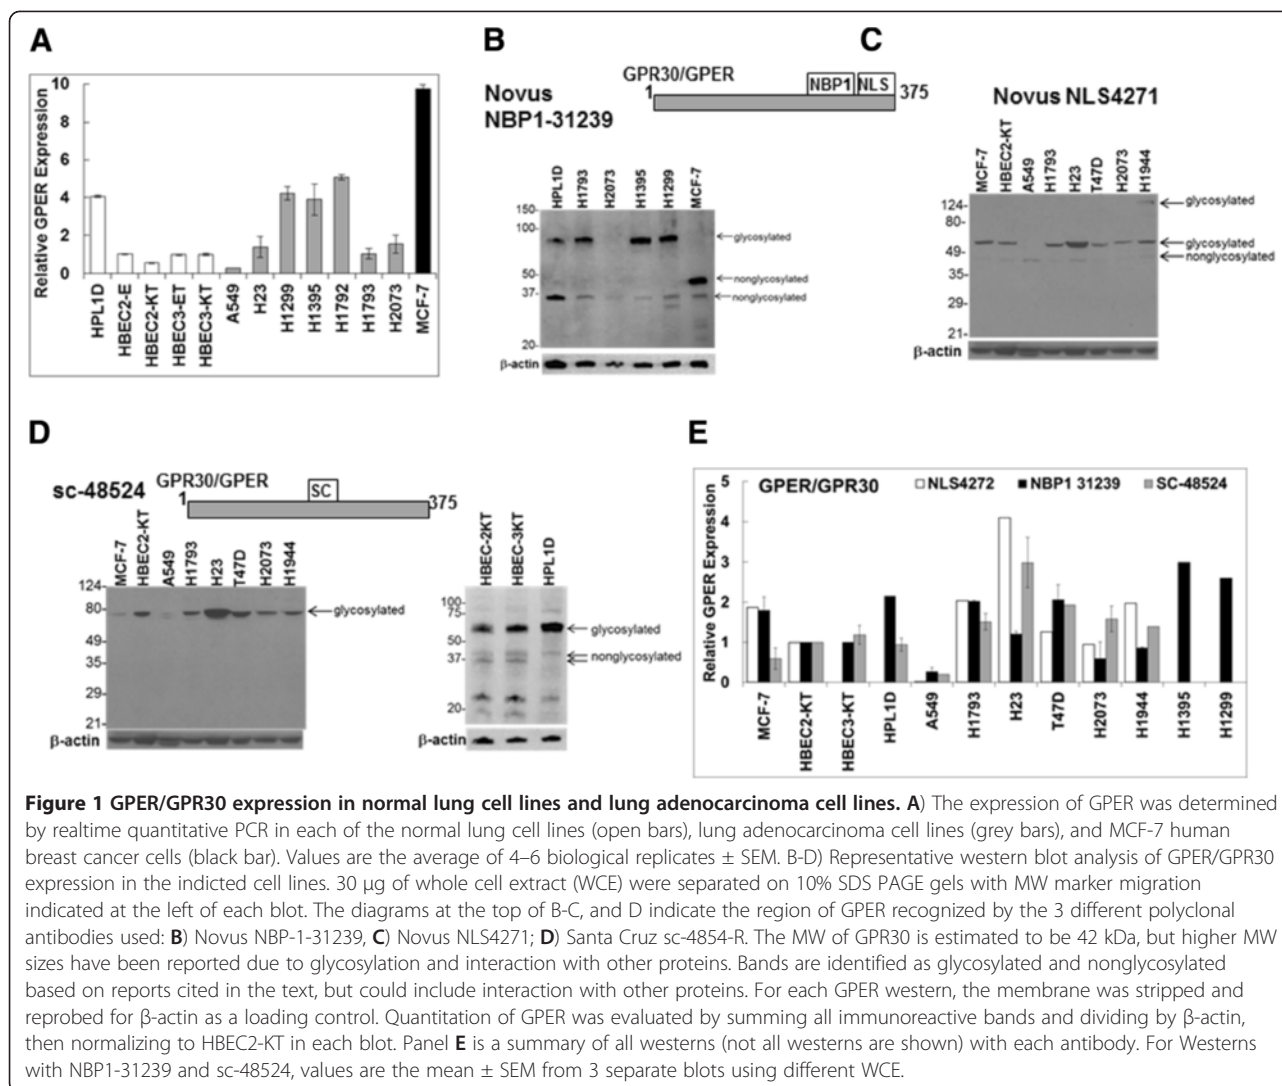 A
Relative GPER Expression
10
8
6
4
2
0
HPL1D
HBEC2-E
HBEC2-KT
HBEC3-ET
HBEC3-KT
A549
H23
H1299
H1395
H1792
H1793
H2073
MCF-7
B
Novus
NBP1-31239
GPR30/GPER
1
NBP1
NLS
375
HPL1D
H1793
H2073
H1395
H1299
MCF-7
150
100
50
37
20
glycosylated
nonglycosylated
nonglycosylated
β-actin
C
Novus NLS4271
MCF-7
HBEC2-KT
A549
H1793
H23
T47D
H2073
H1944
124
80
49
35
29
21
glycosylated
glycosylated
nonglycosylated
β-actin
D
sc-48524
GPR30/GPER
1
SC
375
MCF-7
HBEC2-KT
A549
H1793
H23
T47D
H2073
H1944
124
80
49
35
29
21
glycosylated
β-actin
HBEC-2KT
HBEC-3KT
HPL1D
100
75
50
37
20
glycosylated
nonglycosylated
β-actin
E
GPER/GPR30
NLS4272
NBP1 31239
SC-48524
Relative GPER Expression
5
4
3
2
1
0
MCF-7
HBEC2-KT
HBEC3-KT
HPL1D
A549
H1793
H23
T47D
H2073
H1944
H1395
H1299
Figure 1 GPER/GPR30 expression in normal lung cell lines and lung adenocarcinoma cell lines. A) The expression of GPER was determined
by realtime quantitative PCR in each of the normal lung cell lines (open bars), lung adenocarcinoma cell lines (grey bars), and MCF-7 human
breast cancer cells (black bar). Values are the average of 4–6 biological replicates ± SEM. B-D) Representative western blot analysis of GPER/GPR30
expression in the indicted cell lines. 30 μg of whole cell extract (WCE) were separated on 10% SDS PAGE gels with MW marker migration
indicated at the left of each blot. The diagrams at the top of B-C, and D indicate the region of GPER recognized by the 3 different polyclonal
antibodies used: B) Novus NBP-1-31239, C) Novus NLS4271; D) Santa Cruz sc-4854-R. The MW of GPR30 is estimated to be 42 kDa, but higher MW
sizes have been reported due to glycosylation and interaction with other proteins. Bands are identified as glycosylated and nonglycosylated
based on reports cited in the text, but could include interaction with other proteins. For each GPER western, the membrane was stripped and
reprobed for β-actin as a loading control. Quantitation of GPER was evaluated by summing all immunoreactive bands and dividing by β-actin,
then normalizing to HBEC2-KT in each blot. Panel E is a summary of all westerns (not all westerns are shown) with each antibody. For Westerns
with NBP1-31239 and sc-48524, values are the mean ± SEM from 3 separate blots using different WCE.